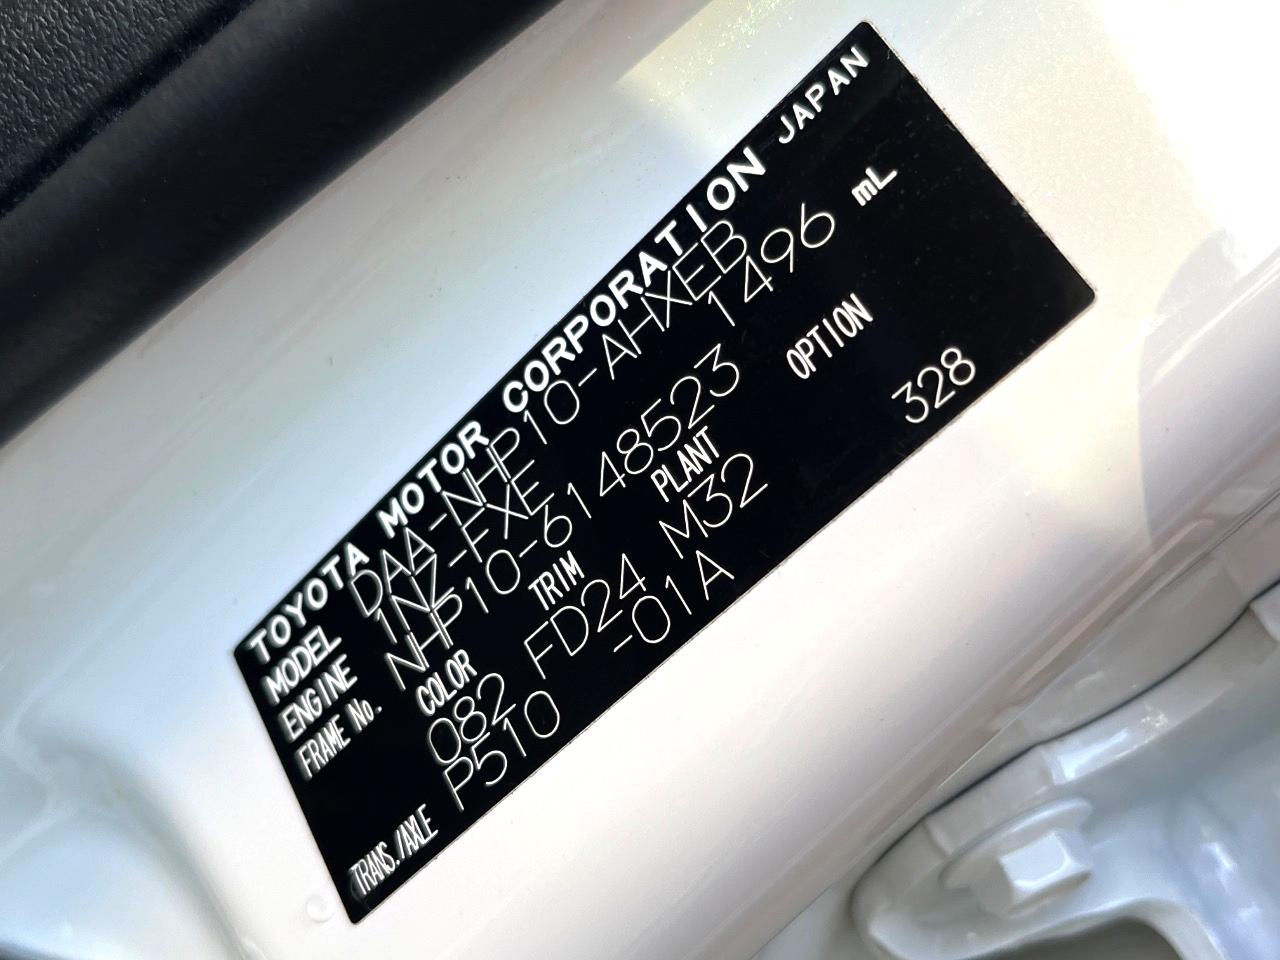 TOYOTA MOTOR CORPORATION JAPAN
MODEL DAA-NHP10-AHXEB
ENGINE 1NZ-FXE 1496 mL
FRAME No. NHP10-6148523
COLOR TRIM PLANT OPTION
082 FD24 M32 328
TRANS./AXLE P510 -01A